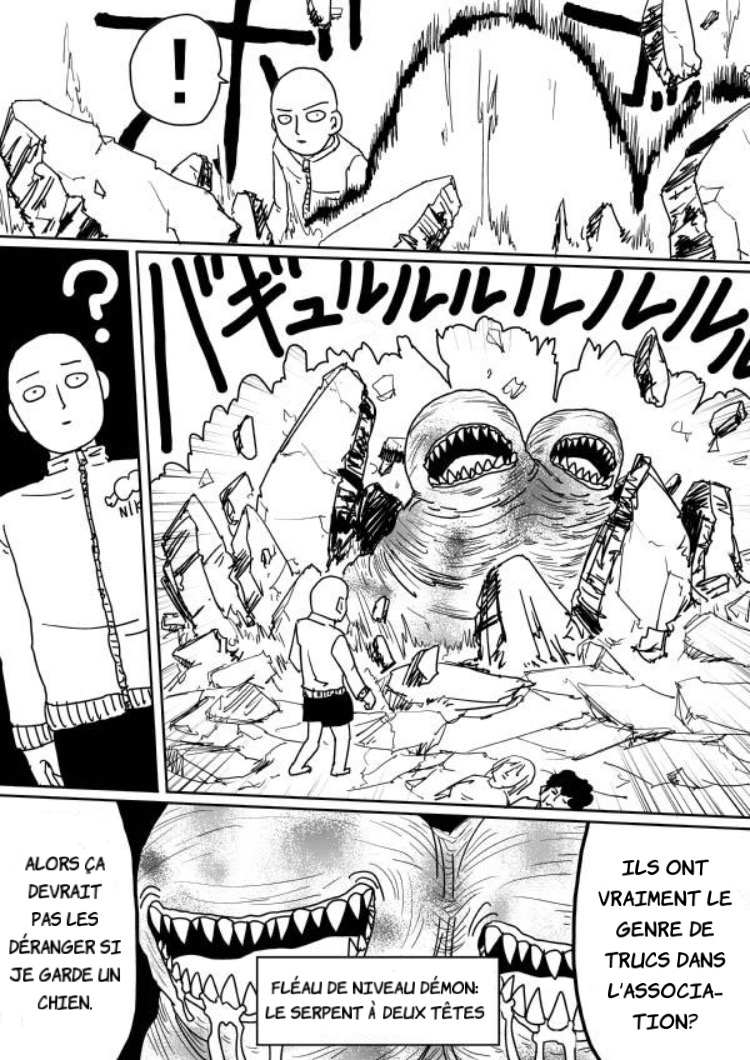 !
?
バギュルルルルルルルル
ILS ONT
VRAIMENT LE
GENRE DE
TRUCS DANS
L'ASSOCIA-
TION?
ALORS ÇA
DEVRAIT
PAS LES
DÉRANGER SI
JE GARDE UN
CHIEN.
FLÉAU DE NIVEAU DÉMON:
LE SERPENT À DEUX TÊTES